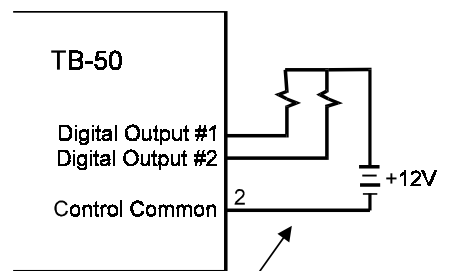 TB-50
Digital Output #1
Digital Output #2
Control Common
2
+12V